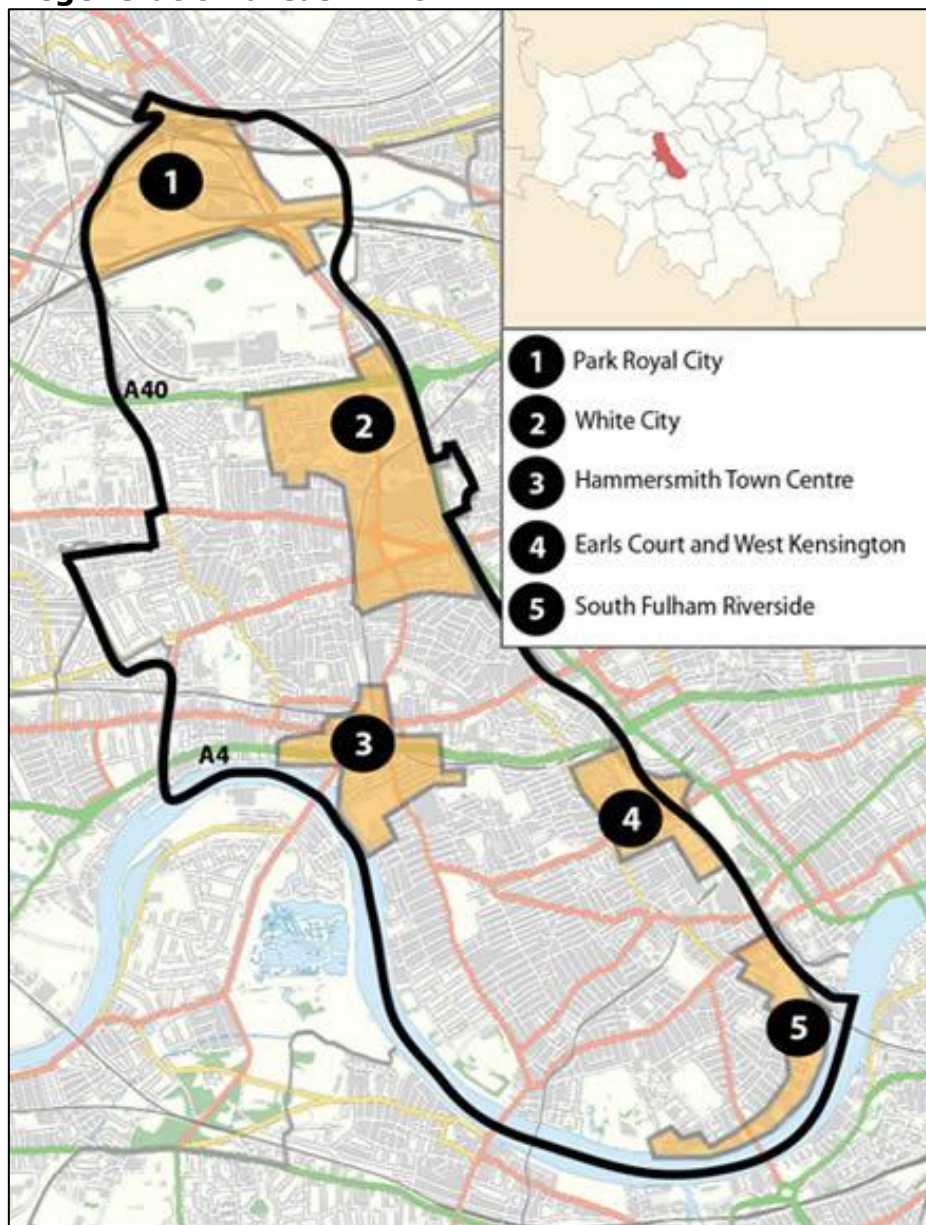 1
A40
2
3
A4
4
5
1 Park Royal City
2 White City
3 Hammersmith Town Centre
4 Earls Court and West Kensington
5 South Fulham Riverside